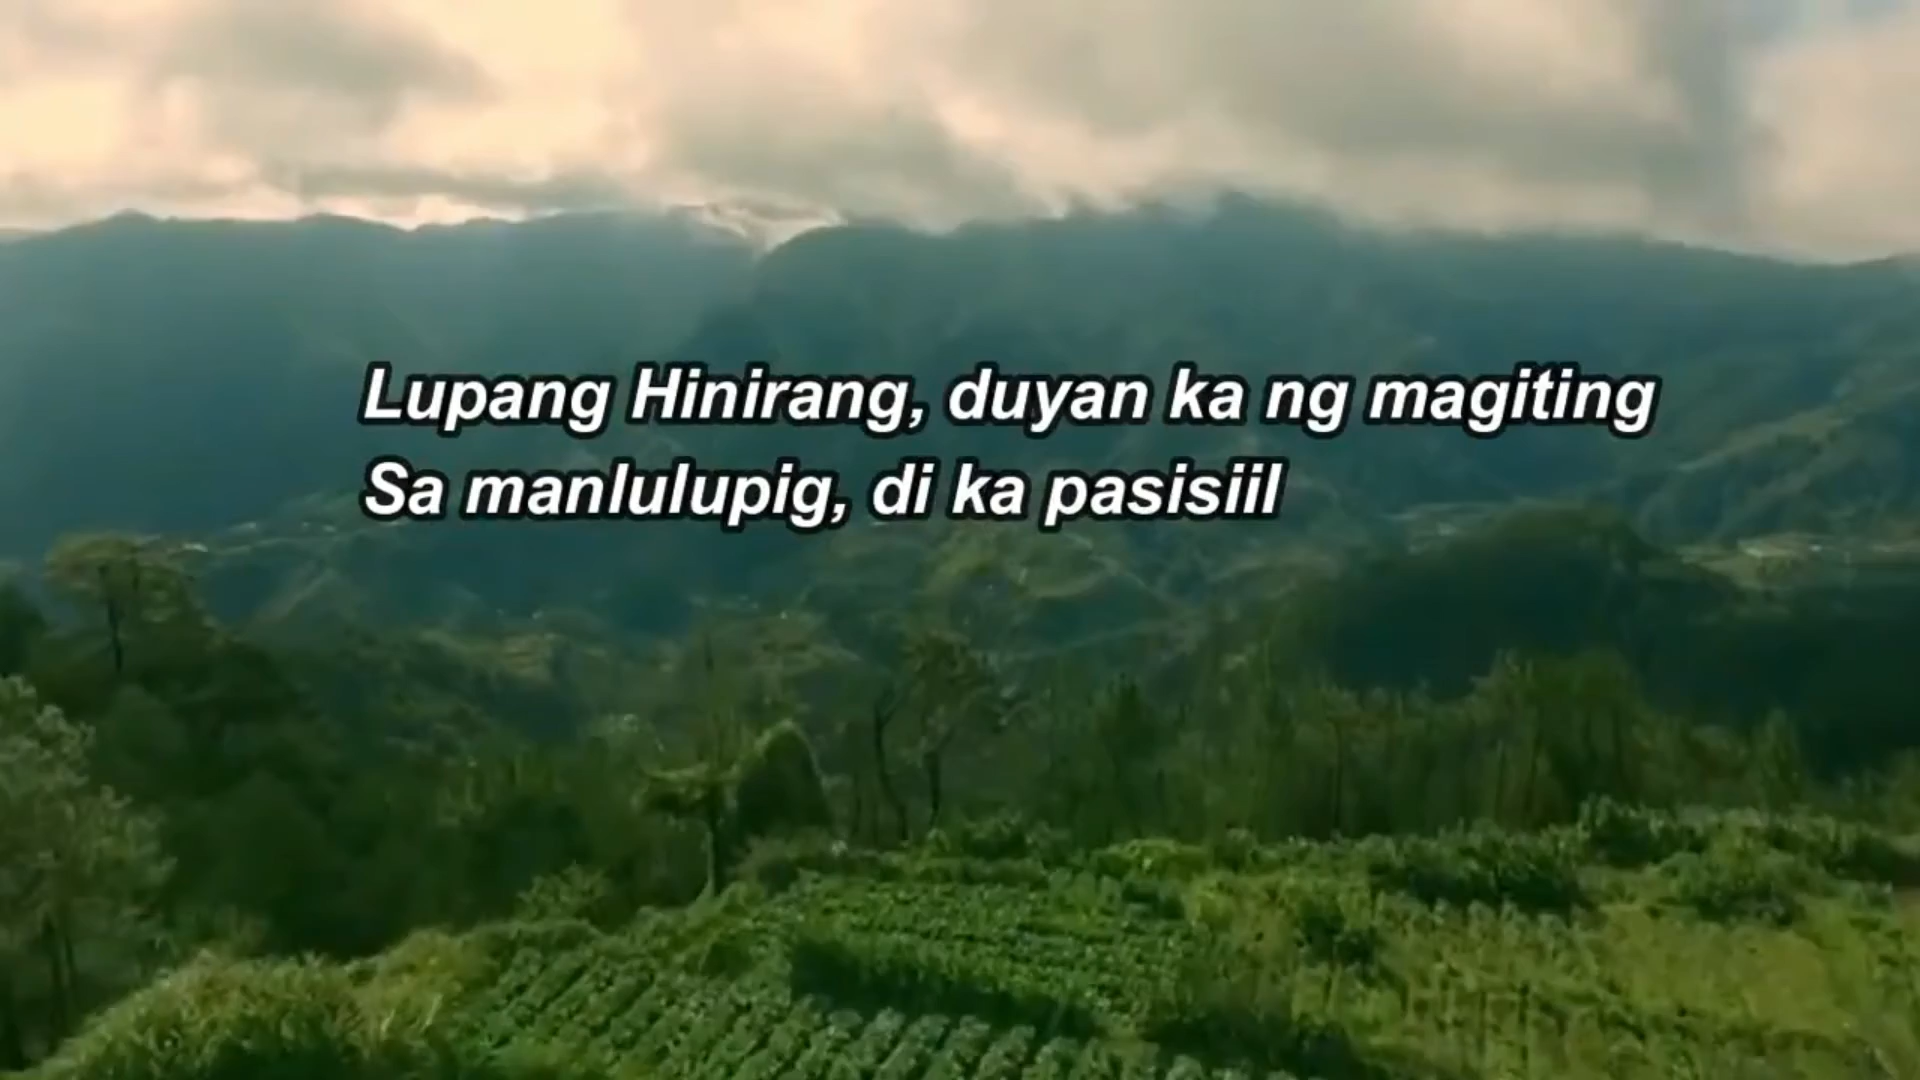 Lupang Hinirang, duyan ka ng magiting
Sa manlulupig, di ka pasisiil